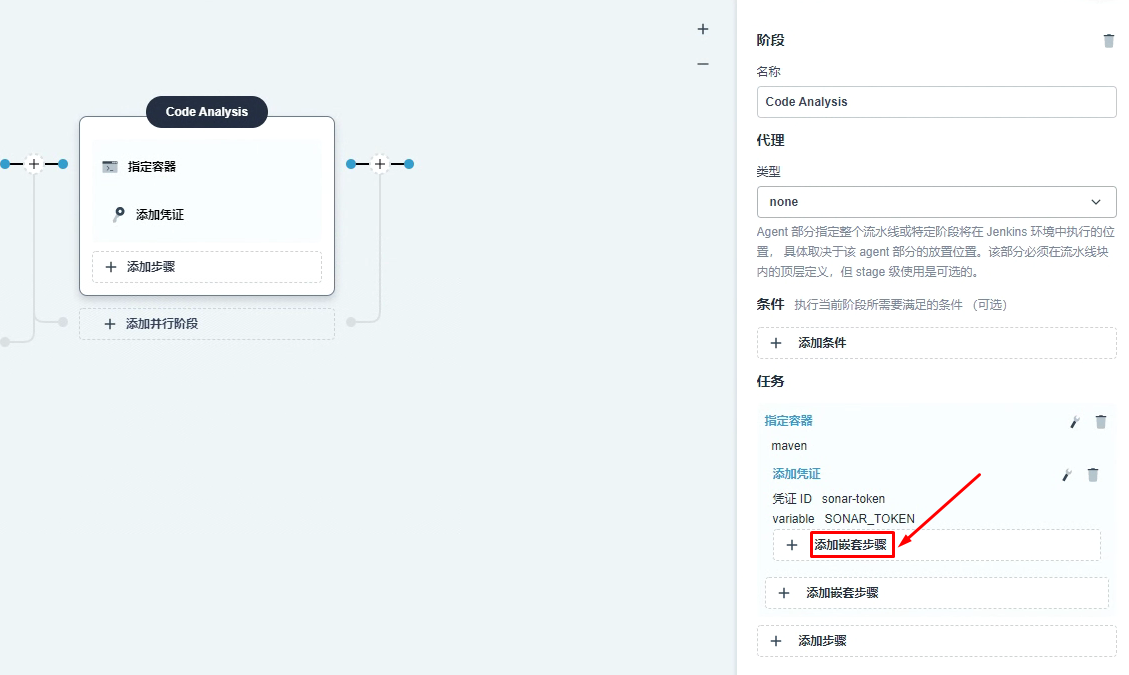 Code Analysis
指定容器
添加凭证
添加步骤
添加并行阶段
阶段
名称
Code Analysis
代理
类型
none
Agent 部分指定整个流水线或特定阶段将在 Jenkins 环境中执行的位
置， 具体取决于该 agent 部分的放置位置。该部分必须在流水线块
内的顶层定义，但 stage 级使用是可选的。
条件 执行当前阶段所需要满足的条件 （可选）
添加条件
任务
指定容器
maven
添加凭证
凭证 ID sonar-token
variable SONAR_TOKEN
添加嵌套步骤
添加嵌套步骤
添加步骤